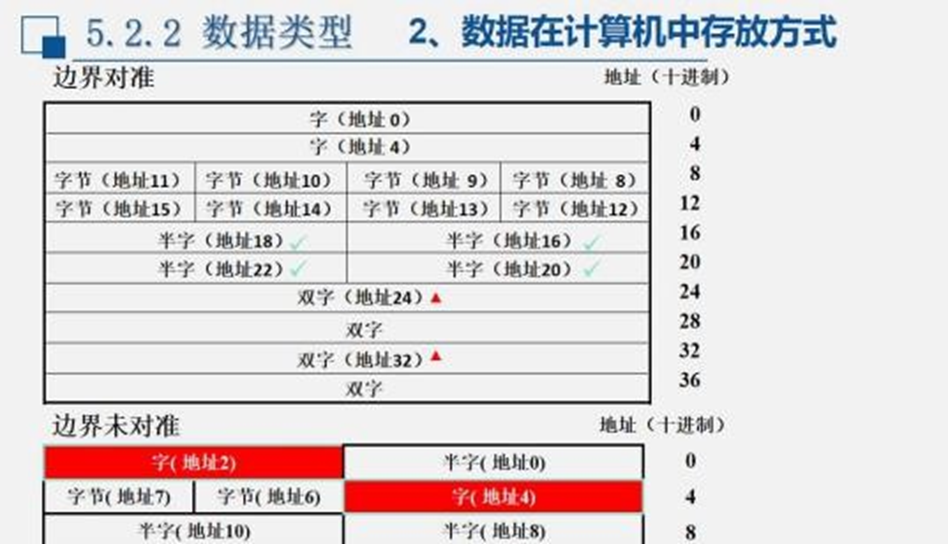 5.2.2 数据类型 2、数据在计算机中存放方式
边界对准 地址（十进制）
字（地址 0） 0
字（地址 4） 4
字节（地址11） 字节（地址10） 字节（地址 9） 字节（地址 8） 8
字节（地址15） 字节（地址14） 字节（地址13） 字节（地址12） 12
半字（地址18）✓ 半字（地址16）✓ 16
半字（地址22）✓ 半字（地址20）✓ 20
双字（地址24）▲ 24
双字 28
双字（地址32）▲ 32
双字 36
边界未对准 地址（十进制）
字( 地址2) 半字( 地址0) 0
字节( 地址7) 字节( 地址6) 字( 地址4) 4
半字( 地址10) 半字( 地址8) 8